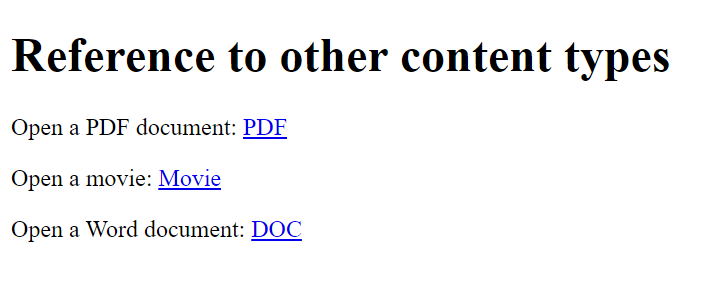 Reference to other content types
Open a PDF document: PDF
Open a movie: Movie
Open a Word document: DOC